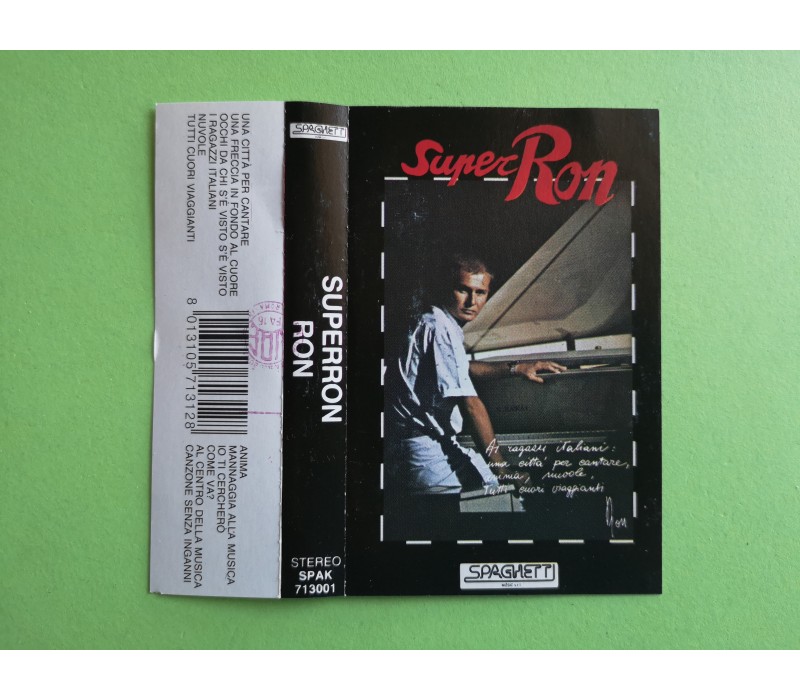 UNA CITTÀ PER CANTARE
UNA FRECCIA IN FONDO AL CUORE
OCCHI DA CHI S'È VISTO S'È VISTO
I RAGAZZI ITALIANI
NUVOLE
TUTTI CUORI VIAGGIANTI
8 013105 713128
ANIMA
MANNAGGIA ALLA MUSICA
IO TI CERCHERÒ
COME VA?
AL CENTRO DELLA MUSICA
CANZONE SENZA INGANNI
SPAGHETTI
SUPERRON
RON
STEREO
SPAK
713001
Super Ron
Ai ragazzi italiani:
una città per cantare,
anima, nuvole,
tutti cuori viaggianti
Ron
SPAGHETTI